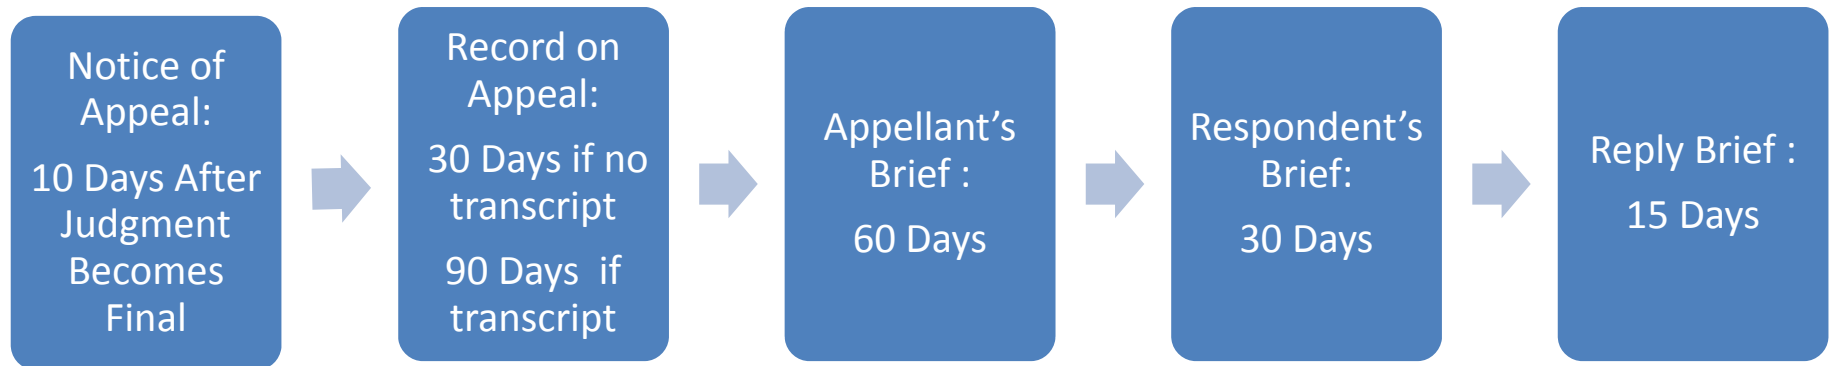 Notice of
Appeal:
10 Days After
Judgment
Becomes
Final
Record on
Appeal:
30 Days if no
transcript
90 Days  if
transcript
Appellant’s
Brief :
60 Days
Respondent’s
Brief:
30 Days
Reply Brief :
15 Days